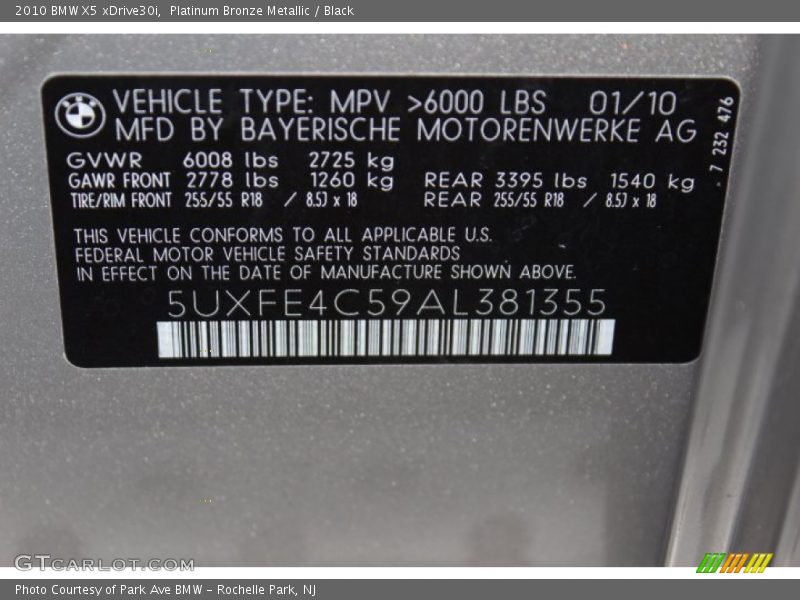 2010 BMW X5 xDrive30i,  Platinum Bronze Metallic / Black
VEHICLE TYPE: MPV >6000 LBS 01/10
MFD BY BAYERISCHE MOTORENWERKE AG
GVWR 6008 lbs 2725 kg
GAWR FRONT 2778 lbs 1260 kg REAR 3395 lbs 1540 kg
TIRE/RIM FRONT 255/55 R18 / 8.5J x 18 REAR 255/55 R18 / 8.5J x 18
. 7 232 476
THIS VEHICLE CONFORMS TO ALL APPLICABLE U.S.
FEDERAL MOTOR VEHICLE SAFETY STANDARDS
IN EFFECT ON THE DATE OF MANUFACTURE SHOWN ABOVE.
5UXFE4C59AL381355
GTCARLOT.COM
Photo Courtesy of Park Ave BMW - Rochelle Park, NJ